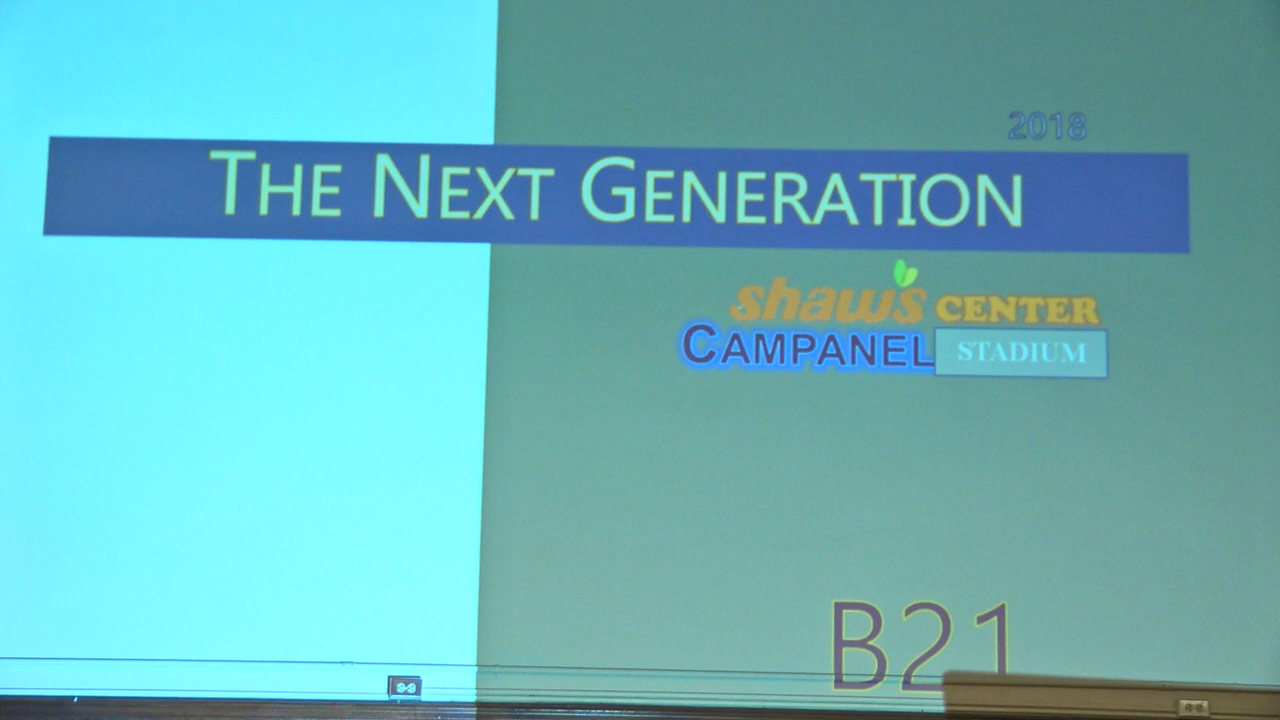 2018
THE NEXT GENERATION
shaw's CENTER
CAMPANEL STADIUM
B21